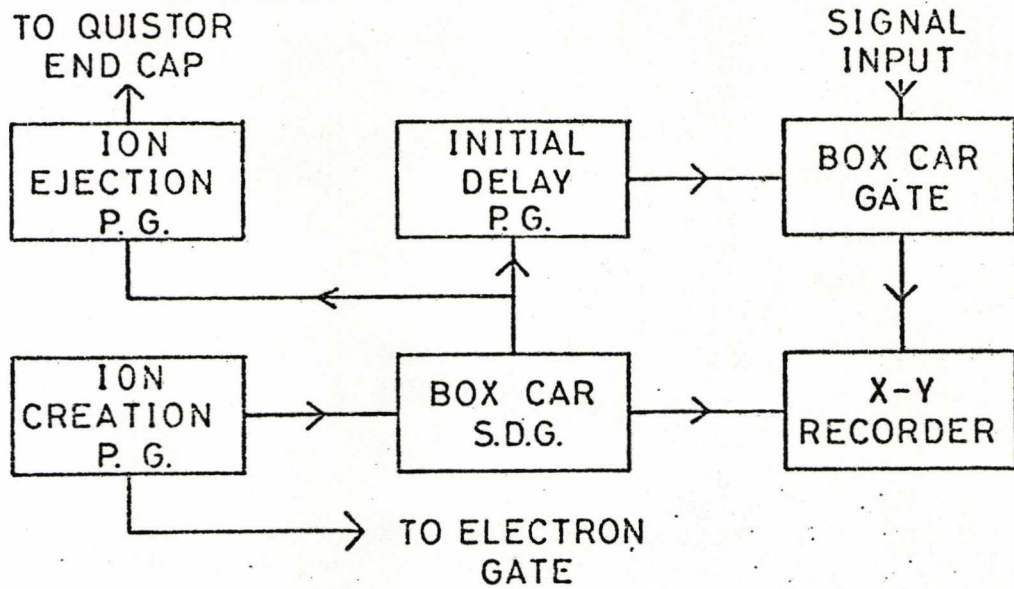 TO QUISTOR
END CAP
SIGNAL
INPUT
ION
EJECTION
P. G.
INITIAL
DELAY
P. G.
BOX CAR
GATE
ION
CREATION
P. G.
BOX CAR
S.D.G.
X-Y
RECORDER
TO ELECTRON
GATE